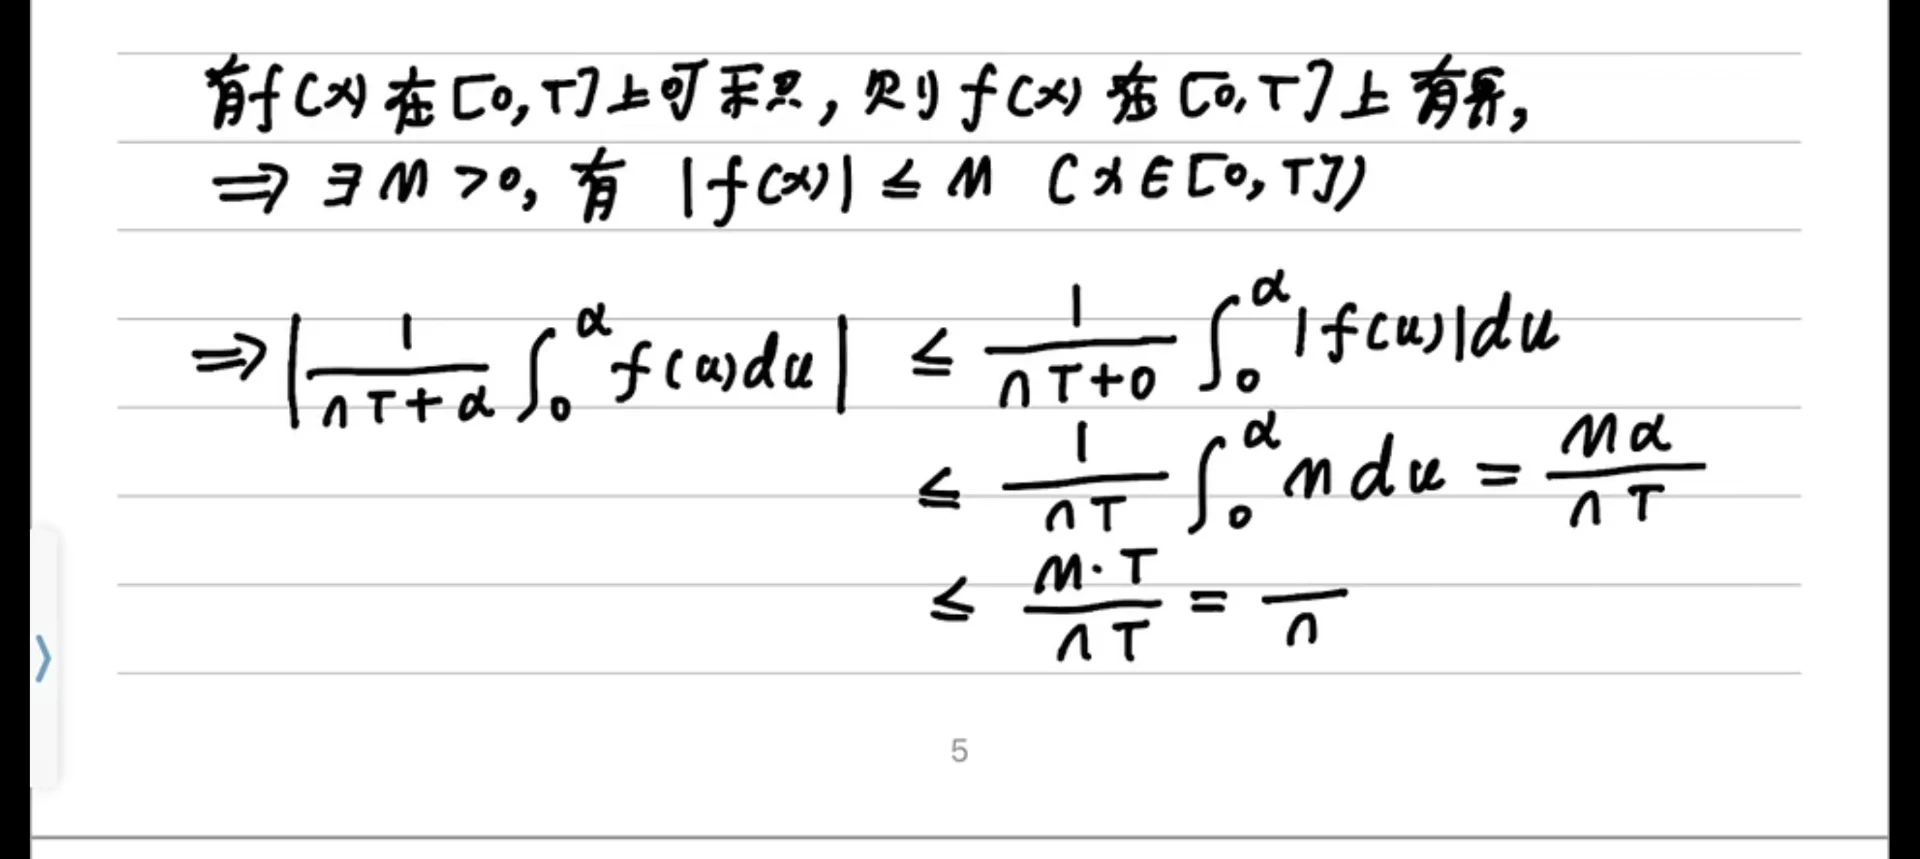 有f(x)在[0,T]上可积,则f(x)在[0,T]上有界,
⇒ ∃M>0,有 |f(x)| ≤ M (x∈[0,T])
⇒ |1/(nT+α) ∫₀^α f(u)du| ≤ 1/(nT+0) ∫₀^α |f(u)|du
≤ 1/(nT) ∫₀^α M du = Mα/(nT)
≤ M·T/(nT) = /n
5